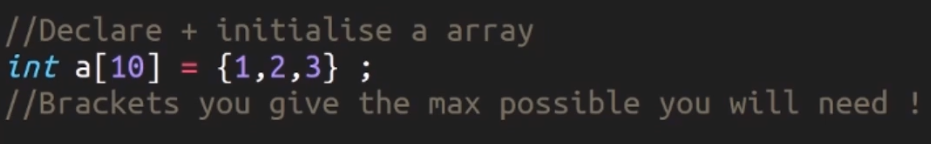 //Declare + initialise a array
int a[10] = {1,2,3} ;
//Brackets you give the max possible you will need !